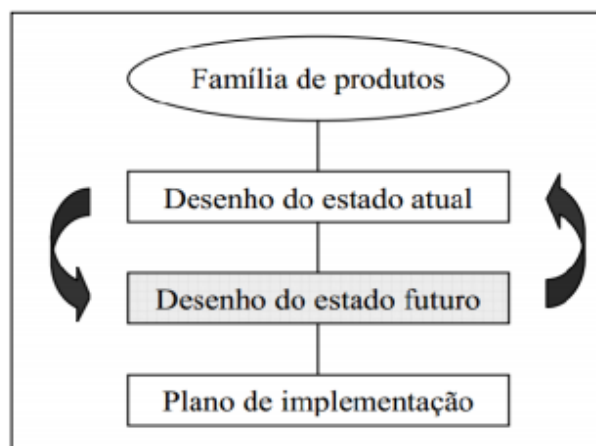 Família de produtos
Desenho do estado atual
Desenho do estado futuro
Plano de implementação